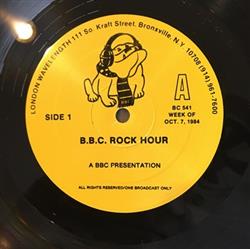 LONDON WAVELENGTH 111 So. Kraft Street, Bronxville, N.Y. 10708 (914) 961-7600
A
SIDE 1
BC 541
WEEK OF
OCT. 7, 1984
B.B.C. ROCK HOUR
A BBC PRESENTATION
ALL RIGHTS RESERVED/ONE BROADCAST ONLY